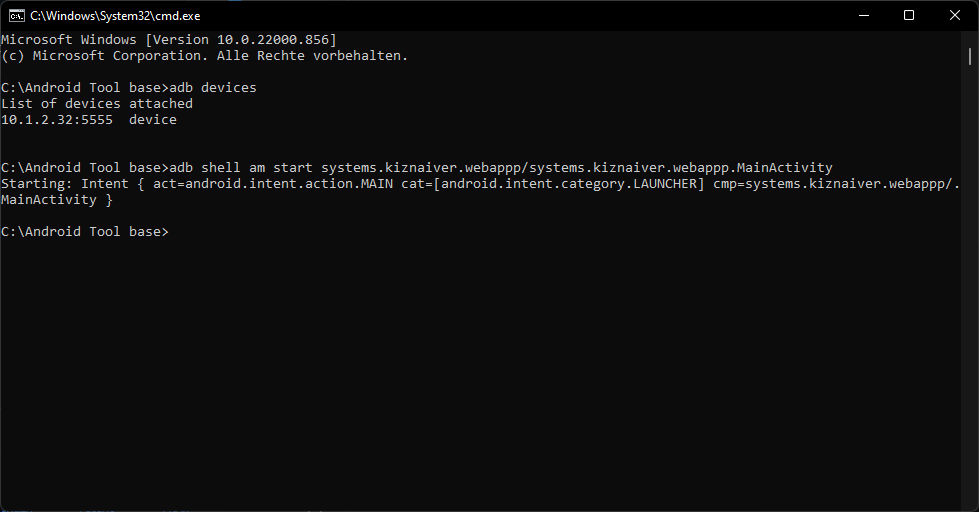 C:\Windows\System32\cmd.exe
Microsoft Windows [Version 10.0.22000.856]
(c) Microsoft Corporation. Alle Rechte vorbehalten.
C:\Android Tool base>adb devices
List of devices attached
10.1.2.32:5555  device
C:\Android Tool base>adb shell am start systems.kiznaiver.webappp/systems.kiznaiver.webappp.MainActivity
Starting: Intent { act=android.intent.action.MAIN cat=[android.intent.category.LAUNCHER] cmp=systems.kiznaiver.webappp/.
MainActivity }
C:\Android Tool base>